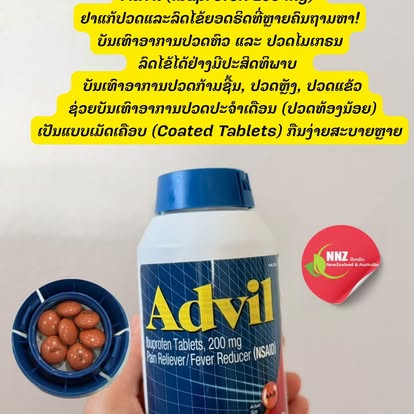 ຢາແກ້ປວດແລະລົດໄຂ້ຍອດຮິດທີ່ຫຼາຍຄົນຖາມຫາ!
ບັນເທົາອາການປວດຫົວ ແລະ ປວດໄມເກຣນ
ລົດໄຂ້ໄດ້ຢ່າງມີປະສິດທິພາບ
ບັນເທົາອາການປວດກ້າມຊີ້ນ, ປວດຫຼັງ, ປວດແຂ້ວ
ຊ່ວຍບັນເທົາອາການປວດປະຈຳເດືອນ (ປວດທ້ອງນ້ອຍ)
ເປັນແບບເມັດເຄືອບ (Coated Tablets) ກືນງ່າຍສະບາຍຫຼາຍ
NNZ
NewZealand & Australia
Advil
Ibuprofen Tablets, 200 mg
Pain Reliever/Fever Reducer (NSAID)